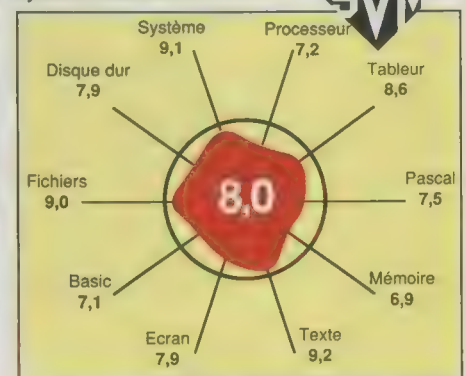 SVM
Système
9,1
Processeur
7,2
Disque dur
7,9
Tableur
8,6
Fichiers
9,0
8,0
Pascal
7,5
Basic
7,1
Mémoire
6,9
Ecran
7,9
Texte
9,2